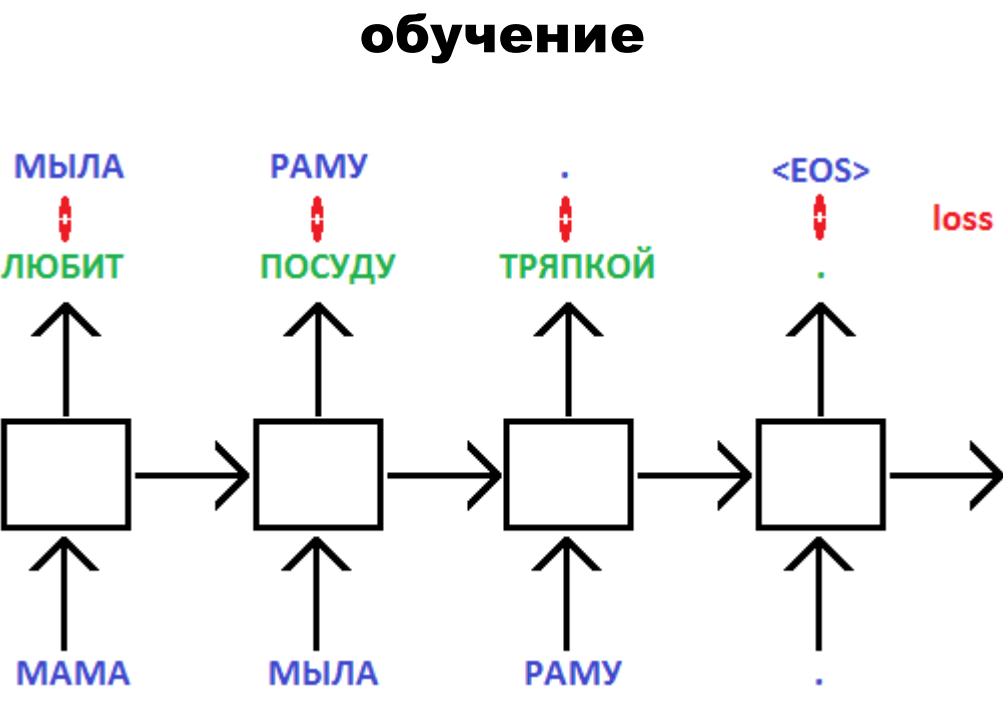 обучение
МЫЛА РАМУ . <EOS>
loss
ЛЮБИТ ПОСУДУ ТРЯПКОЙ .
МАМА МЫЛА РАМУ .